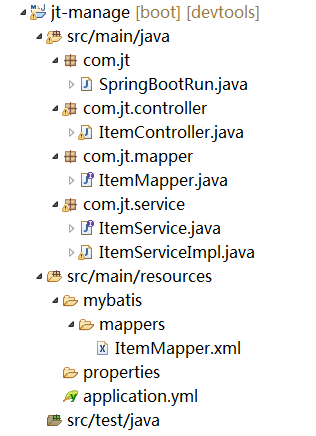 jt-manage [boot] [devtools]
src/main/java
com.jt
SpringBootRun.java
com.jt.controller
ItemController.java
com.jt.mapper
ItemMapper.java
com.jt.service
ItemService.java
ItemServiceImpl.java
src/main/resources
mybatis
mappers
ItemMapper.xml
properties
application.yml
src/test/java